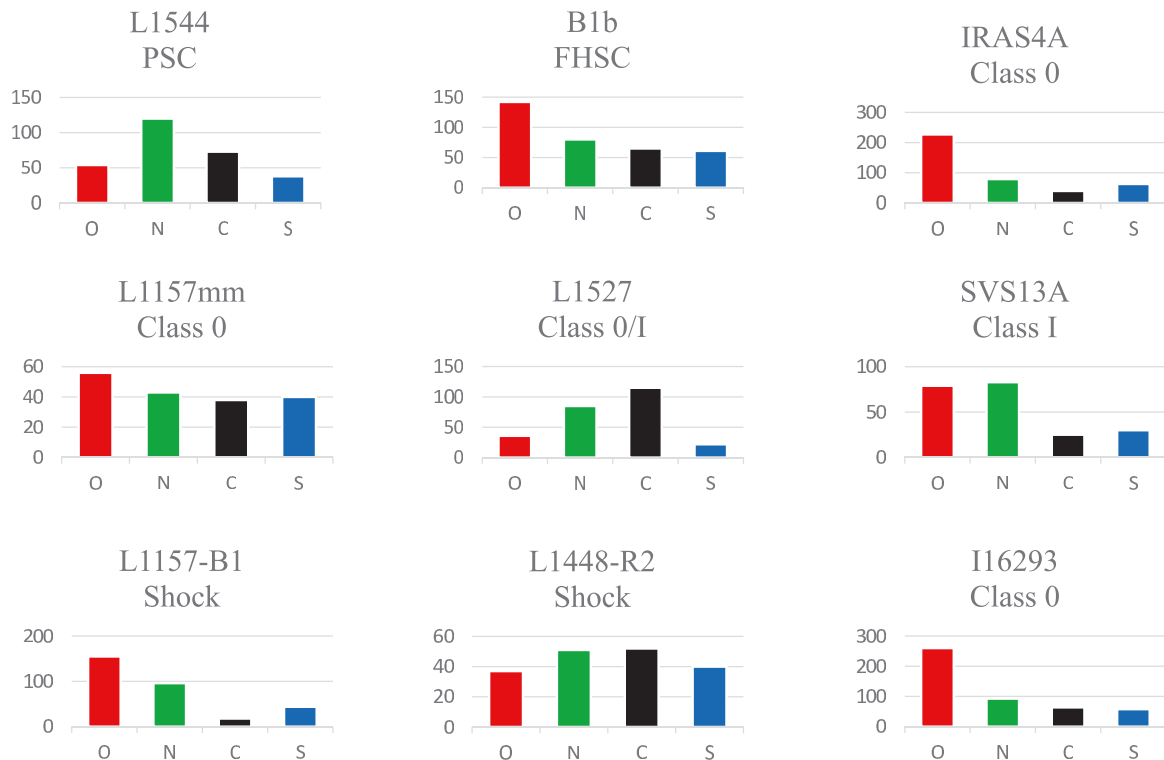 L1544
PSC
150
100
50
0
O N C S
B1b
FHSC
150
100
50
0
O N C S
IRAS4A
Class 0
300
200
100
0
O N C S
L1157mm
Class 0
60
40
20
0
O N C S
L1527
Class 0/I
150
100
50
0
O N C S
SVS13A
Class I
100
50
0
O N C S
L1157-B1
Shock
200
100
0
O N C S
L1448-R2
Shock
60
40
20
0
O N C S
I16293
Class 0
300
200
100
0
O N C S